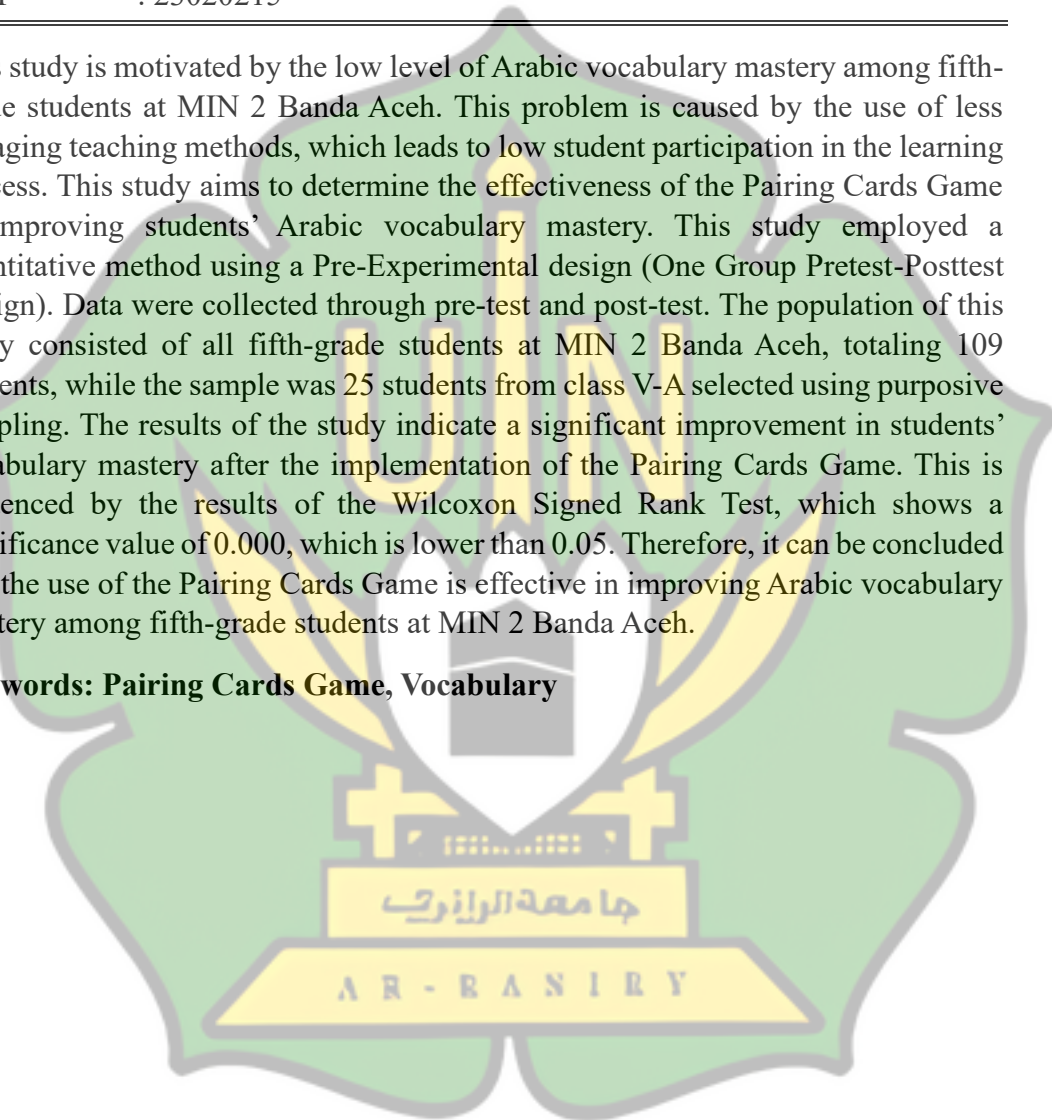 : 23020215
study is motivated by the low level of Arabic vocabulary mastery among fifth-
students at MIN 2 Banda Aceh. This problem is caused by the use of less
teaching methods, which leads to low student participation in the learning
This study aims to determine the effectiveness of the Pairing Cards Game
mproving students’ Arabic vocabulary mastery. This study employed a
ntitative method using a Pre-Experimental design (One Group Pretest-Posttest
ign). Data were collected through pre-test and post-test. The population of this
y consisted of all fifth-grade students at MIN 2 Banda Aceh, totaling 109
ents, while the sample was 25 students from class V-A selected using purposive
pling. The results of the study indicate a significant improvement in students’
abulary mastery after the implementation of the Pairing Cards Game. This is
enced by the results of the Wilcoxon Signed Rank Test, which shows a
ificance value of 0.000, which is lower than 0.05. Therefore, it can be concluded
the use of the Pairing Cards Game is effective in improving Arabic vocabulary
tery among fifth-grade students at MIN 2 Banda Aceh.
words: Pairing Cards Game, Vocabulary
UIN
جامعة الرانري
AR-RANIRY